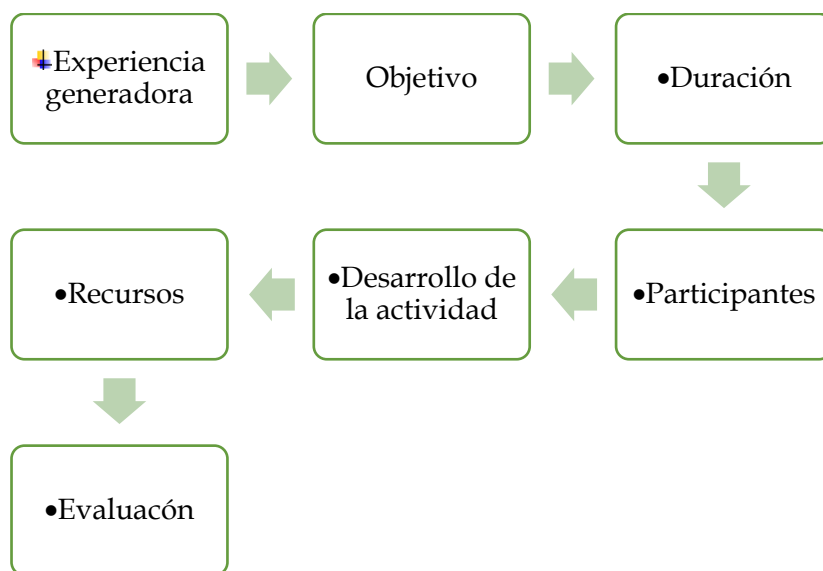 Experiencia
generadora
Objetivo
•Duración
•Participantes
•Desarrollo de
la actividad
•Recursos
•Evaluacón